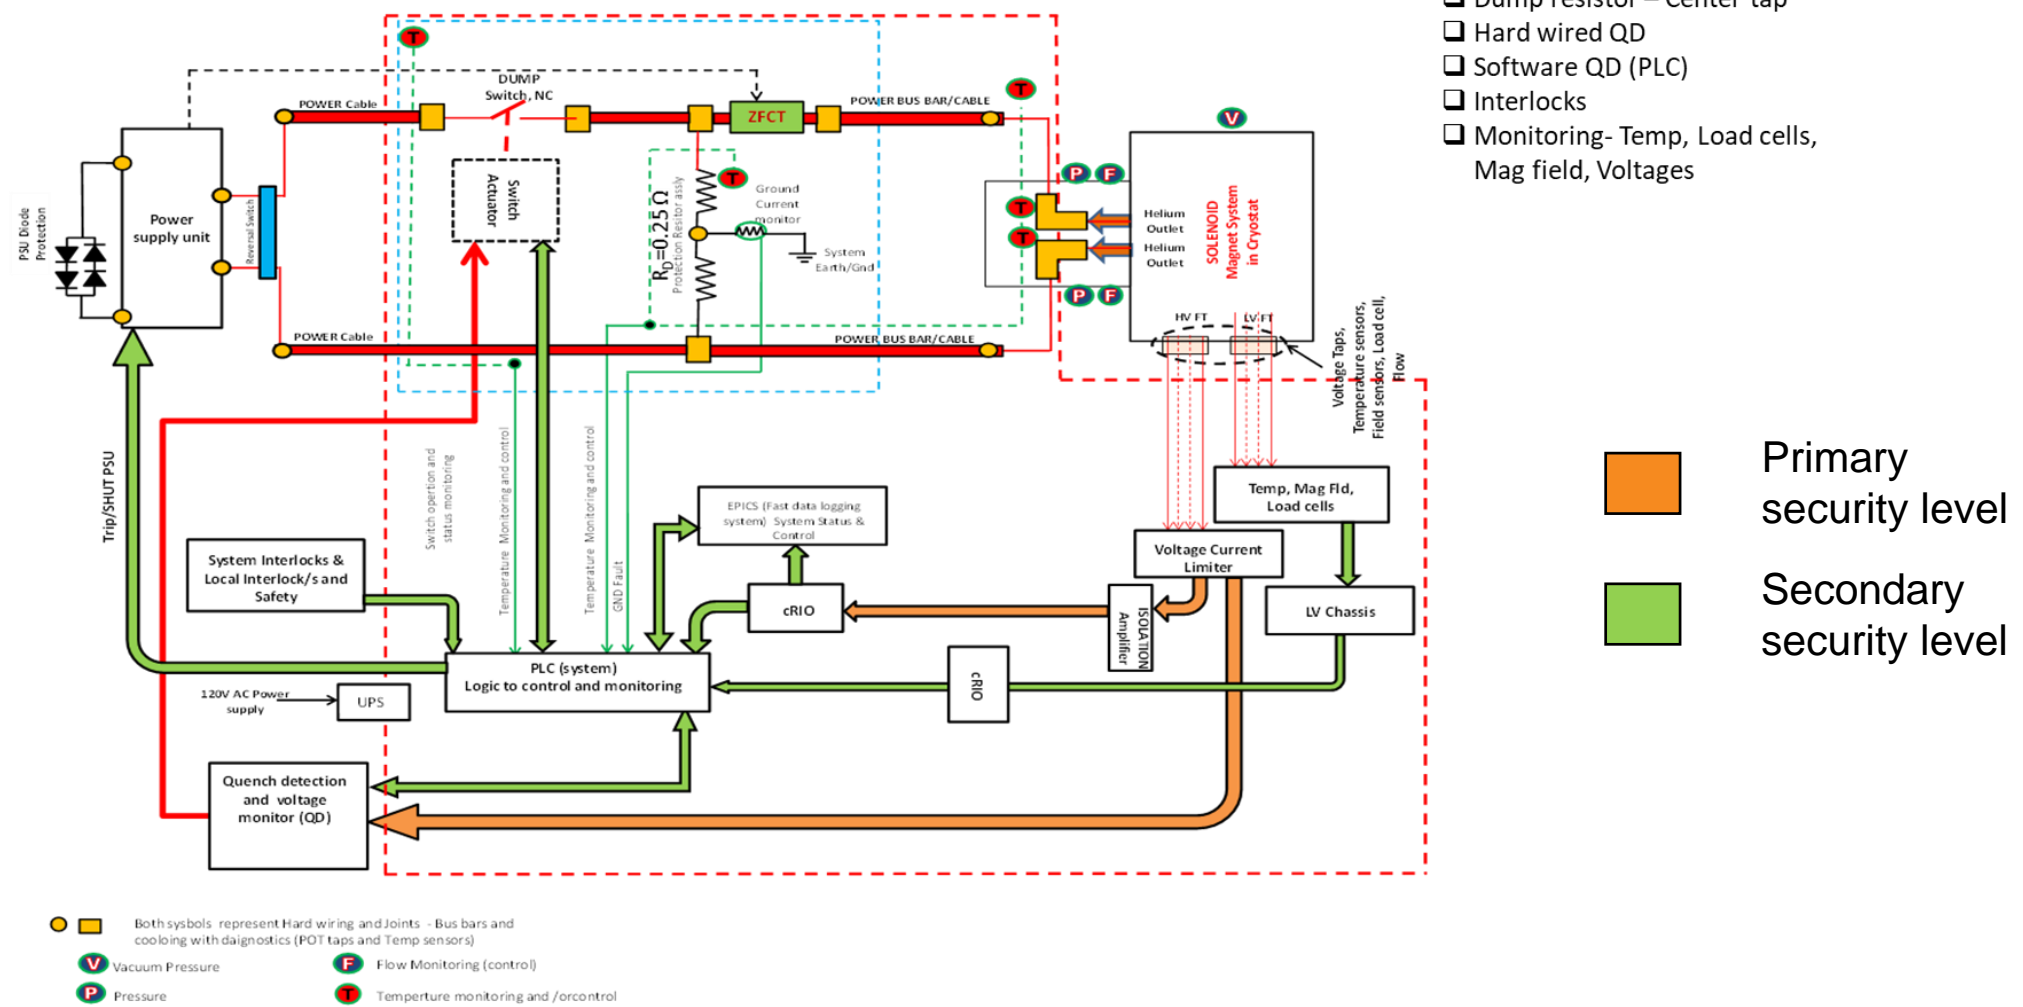 Dump resistor – Center tap
Hard wired QD
Software QD (PLC)
Interlocks
Monitoring- Temp, Load cells,
Mag field, Voltages
DUMP
Switch, NC
POWER Cable
ZFCT
POWER BUS BAR/CABLE
T
T
V
PSU Diode
Protection
Power
supply unit
Reversal Switch
Switch
Actuator
R_D=0.25 Ω
Protection Resitor assly
T
Ground
Current
monitor
System
Earth/Gnd
P
F
T
T
P
F
Helium
Outlet
Helium
Outlet
SOLENOID
Magnet System
in Cryostat
HV FT
LV FT
POWER Cable
POWER BUS BAR/CABLE
Voltage Taps,
Temperature sensors,
Field sensors, Load cell,
Flow
Trip/SHUT PSU
Switch opertion and
status monitoring
Temperature Monitoring and control
Temperature Monitoring and control
GND Fault
EPICS (Fast data logging
system) System Status &
Control
Temp, Mag Fld,
Load cells
Voltage Current
Limiter
System Interlocks &
Local Interlock/s and
Safety
cRIO
ISOLATION
Amplifier
LV Chassis
PLC (system)
Logic to control and monitoring
cRIO
120V AC Power
supply
UPS
Quench detection
and voltage
monitor (QD)
Primary
security level
Secondary
security level
Both sysbols represent Hard wiring and Joints - Bus bars and
cooloing with daignostics (POT taps and Temp sensors)
V Vacuum Pressure
F Flow Monitoring (control)
P Pressure
T Temperture monitoring and /orcontrol